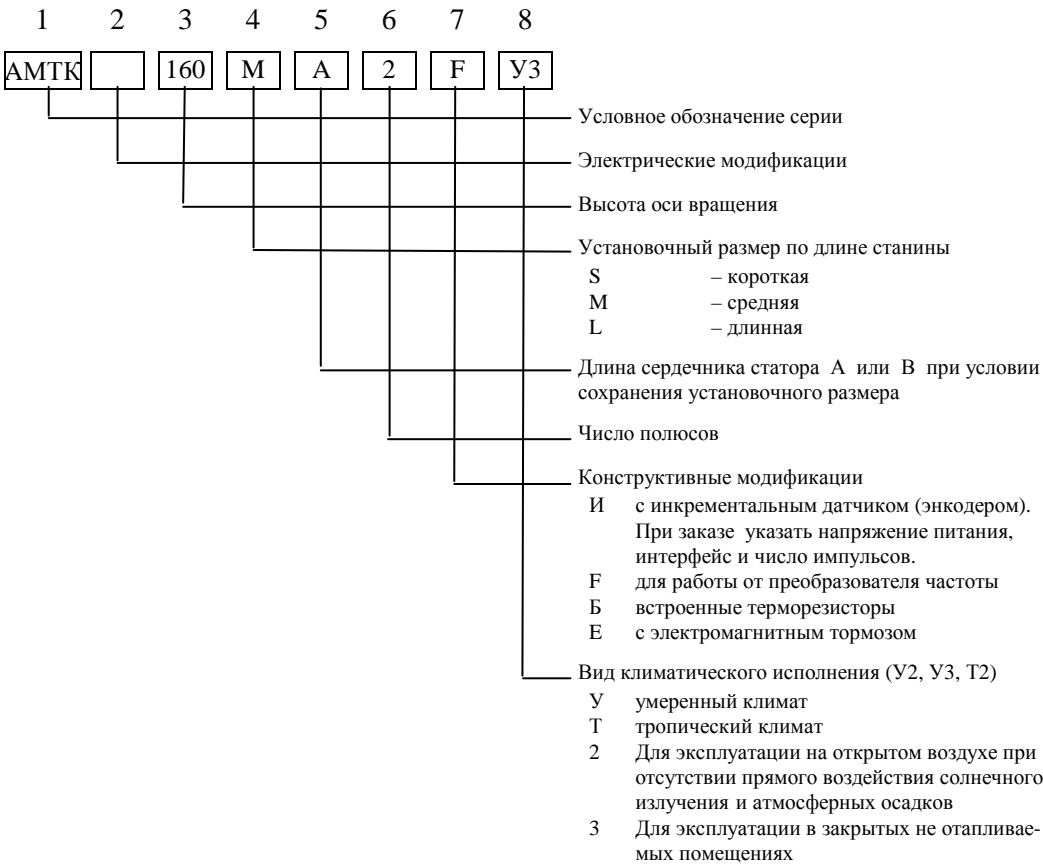 1 2 3 4 5 6 7 8
АМТК 160 М А 2 F У3
Условное обозначение серии
Электрические модификации
Высота оси вращения
Установочный размер по длине станины
S – короткая
М – средняя
L – длинная
Длина сердечника статора А или В при условии
сохранения установочного размера
Число полюсов
Конструктивные модификации
И с инкрементальным датчиком (энкодером).
При заказе указать напряжение питания,
интерфейс и число импульсов.
F для работы от преобразователя частоты
Б встроенные терморезисторы
Е с электромагнитным тормозом
Вид климатического исполнения (У2, У3, Т2)
У умеренный климат
Т тропический климат
2 Для эксплуатации на открытом воздухе при
отсутствии прямого воздействия солнечного
излучения и атмосферных осадков
3 Для эксплуатации в закрытых не отапливае-
мых помещениях